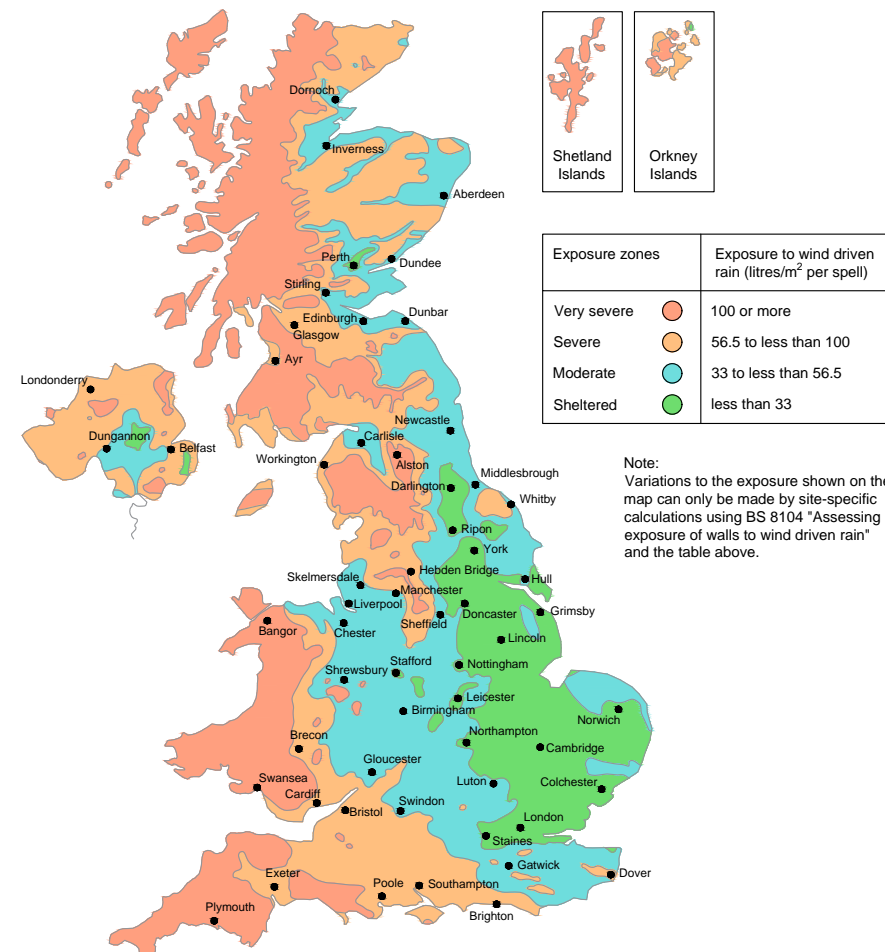 Dornoch
Inverness
Aberdeen
Shetland
Islands
Orkney
Islands
Perth
Dundee
Stirling
Edinburgh
Dunbar
Glasgow
Ayr
Exposure zones
Exposure to wind driven
rain (litres/m² per spell)
Very severe
100 or more
Severe
56.5 to less than 100
Moderate
33 to less than 56.5
Sheltered
less than 33
Londonderry
Dungannon
Belfast
Newcastle
Carlisle
Workington
Alston
Middlesbrough
Darlington
Whitby
Ripon
York
Note:
Variations to the exposure shown on the
map can only be made by site-specific
calculations using BS 8104 "Assessing
exposure of walls to wind driven rain"
and the table above.
Hebden Bridge
Skelmersdale
Hull
Manchester
Liverpool
Doncaster
Grimsby
Sheffield
Bangor
Chester
Lincoln
Stafford
Nottingham
Shrewsbury
Leicester
Birmingham
Norwich
Northampton
Brecon
Cambridge
Gloucester
Swansea
Luton
Colchester
Cardiff
Swindon
Bristol
London
Staines
Gatwick
Exeter
Dover
Poole
Southampton
Plymouth
Brighton